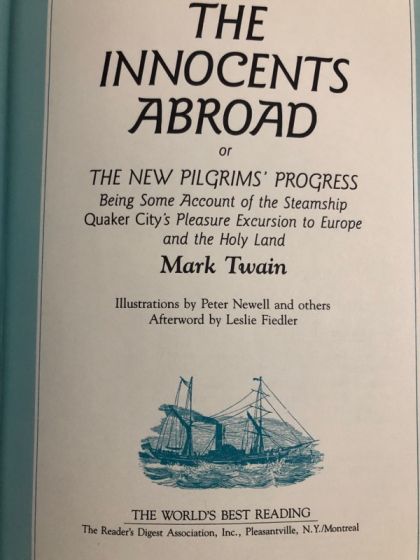 THE
INNOCENTS
ABROAD
or
THE NEW PILGRIMS' PROGRESS
Being Some Account of the Steamship
Quaker City's Pleasure Excursion to Europe
and the Holy Land
Mark Twain
Illustrations by Peter Newell and others
Afterword by Leslie Fiedler
THE WORLD'S BEST READING
The Reader's Digest Association, Inc., Pleasantville, N.Y./Montreal